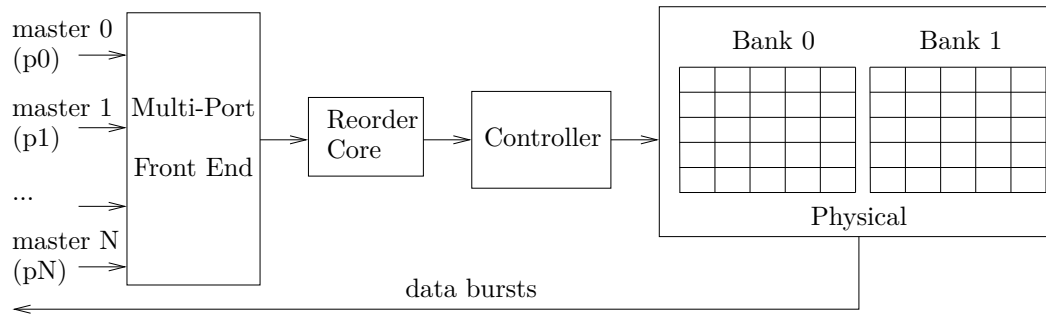 master 0
(p0)
master 1
(p1)
...
master N
(pN)
Multi-Port
Front End
Reorder
Core
Controller
Bank 0
Bank 1
Physical
data bursts